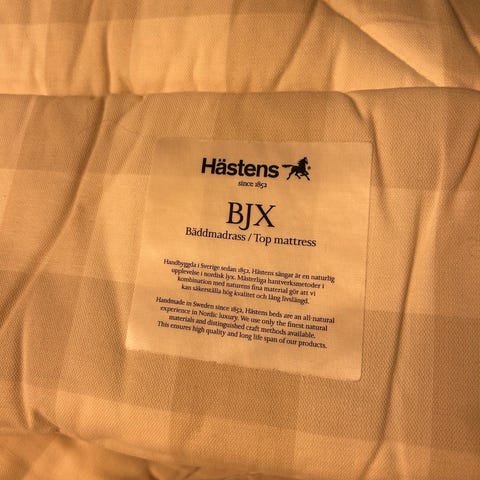 Hästens
since 1852
BJX
Bäddmadrass / Top mattress
Handbyggda i Sverige sedan 1852, Hästens sängar är en naturlig
upplevelse i nordisk lyx. Mästerliga hantverksmetoder i
kombination med naturens fina material gör att vi
kan säkerställa hög kvalitet och lång livslängd.
Handmade in Sweden since 1852, Hästens beds are an all-natural
experience in Nordic luxury. We use only the finest natural
materials and distinguished craft methods available.
This ensures high quality and long life span of our products.